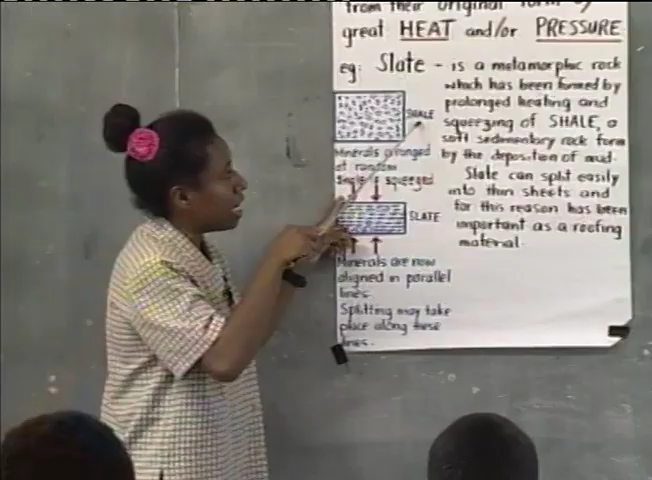 from their original form by
great HEAT and/or PRESSURE
eg: Slate - is a metamorphic rock
which has been formed by
prolonged heating and
squeezing of SHALE, a
soft sedimentary rock form
by the deposition of mud.
Slate can split easily
into thin sheets and
for this reason has been
important as a roofing
material.
SHALE
Minerals arranged
at random
Shale is squeezed
SLATE
Minerals are now
aligned in parallel
lines.
Splitting may take
place along these
lines.